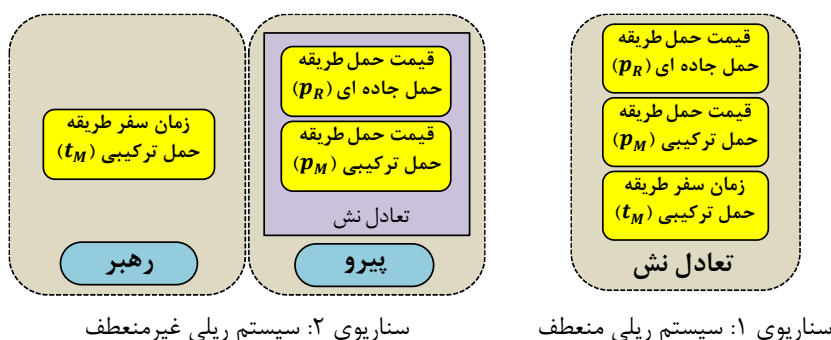 قیمت حمل طریقه
حمل جاده ای (p_R)
قیمت حمل طریقه
حمل ترکیبی (p_M)
زمان سفر طریقه
حمل ترکیبی (t_M)
تعادل نش
سناریوی ۱: سیستم ریلی منعطف
قیمت حمل طریقه
حمل جاده ای (p_R)
قیمت حمل طریقه
حمل ترکیبی (p_M)
تعادل نش
پیرو
زمان سفر طریقه
حمل ترکیبی (t_M)
رهبر
سناریوی ۲: سیستم ریلی غیرمنعطف